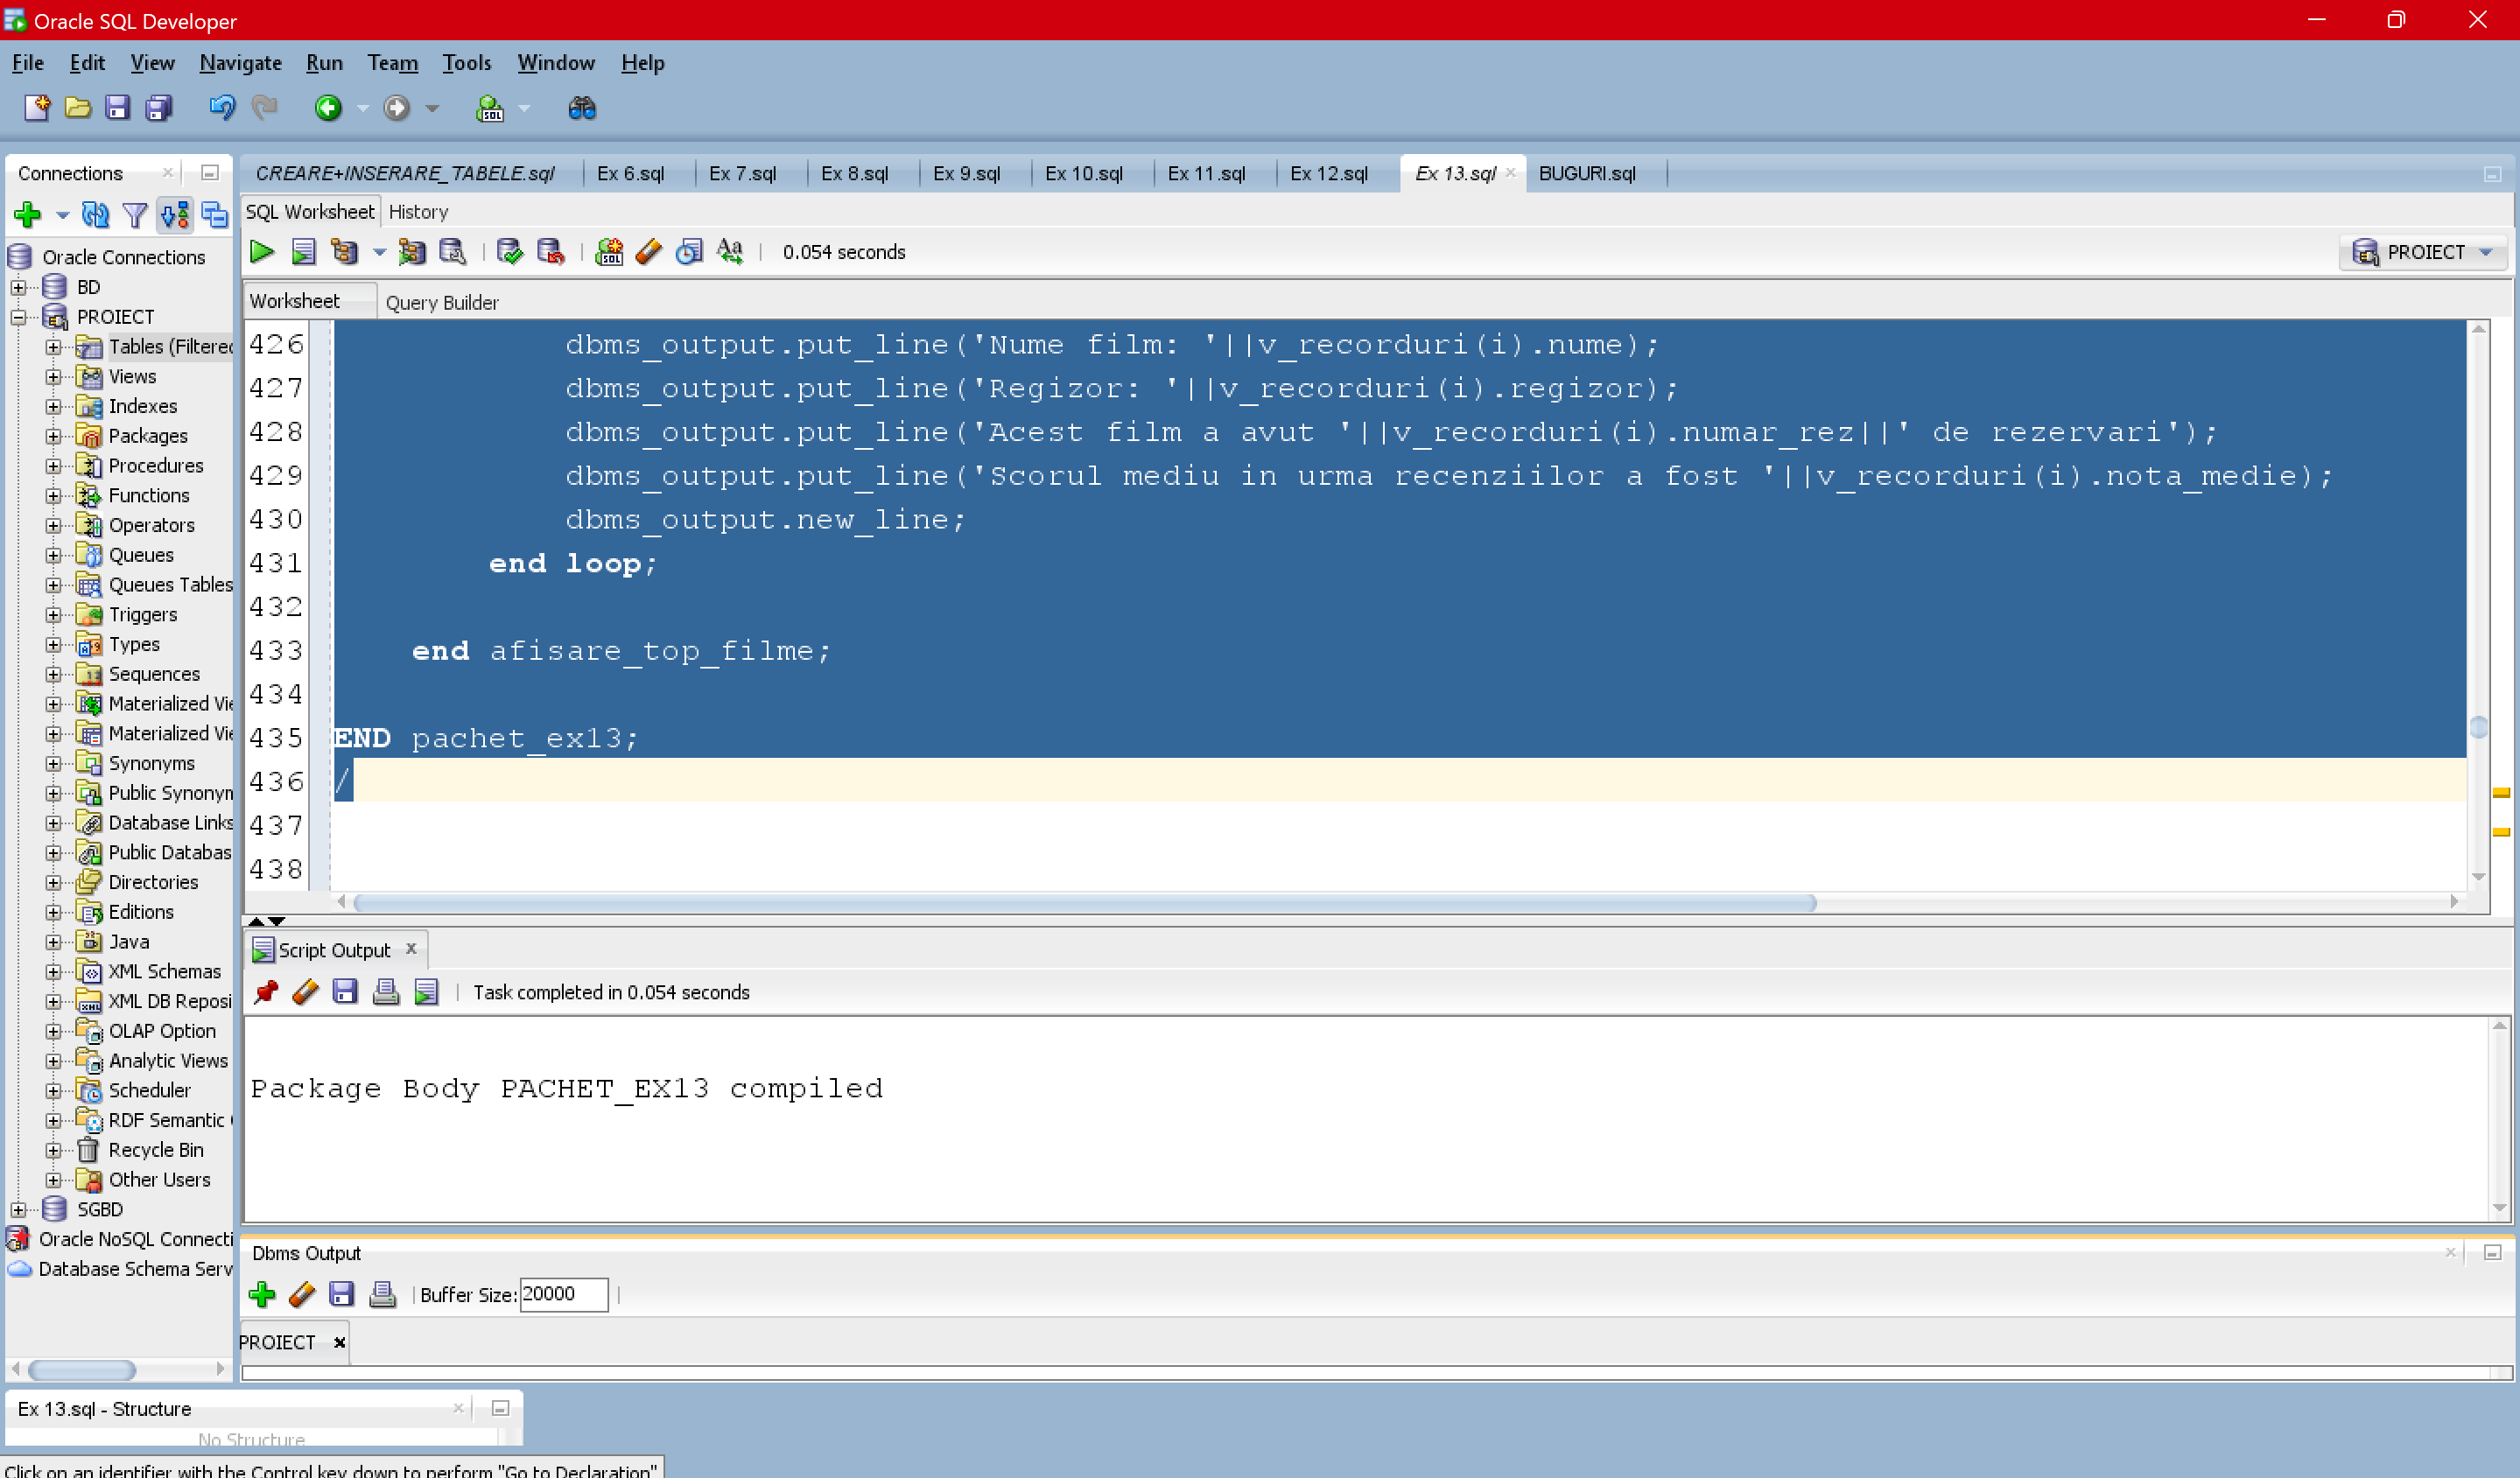 Oracle SQL Developer
File Edit View Navigate Run Team Tools Window Help
Connections
Oracle Connections
BD
PROIECT
Tables (Filtered
Views
Indexes
Packages
Procedures
Functions
Operators
Queues
Queues Tables
Triggers
Types
Sequences
Materialized Vie
Materialized Vie
Synonyms
Public Synonym
Database Links
Public Databas
Directories
Editions
Java
XML Schemas
XML DB Reposi
OLAP Option
Analytic Views
Scheduler
RDF Semantic
Recycle Bin
Other Users
SGBD
Oracle NoSQL Connecti
Database Schema Serv
CREARE+INSERARE_TABELE.sql Ex 6.sql Ex 7.sql Ex 8.sql Ex 9.sql Ex 10.sql Ex 11.sql Ex 12.sql Ex 13.sql BUGURI.sql
SQL Worksheet History
0.054 seconds
PROIECT
Worksheet Query Builder
426 dbms_output.put_line('Nume film: '||v_recorduri(i).nume);
427 dbms_output.put_line('Regizor: '||v_recorduri(i).regizor);
428 dbms_output.put_line('Acest film a avut '||v_recorduri(i).numar_rez||' de rezervari');
429 dbms_output.put_line('Scorul mediu in urma recenziilor a fost '||v_recorduri(i).nota_medie);
430 dbms_output.new_line;
431 end loop;
432
433 end afisare_top_filme;
434
435 END pachet_ex13;
436 /
437
438
Script Output
Task completed in 0.054 seconds
Package Body PACHET_EX13 compiled
Dbms Output
Buffer Size: 20000
PROIECT
Ex 13.sql - Structure
No Structure
Click on an identifier with the Control key down to perform "Go to Declaration"